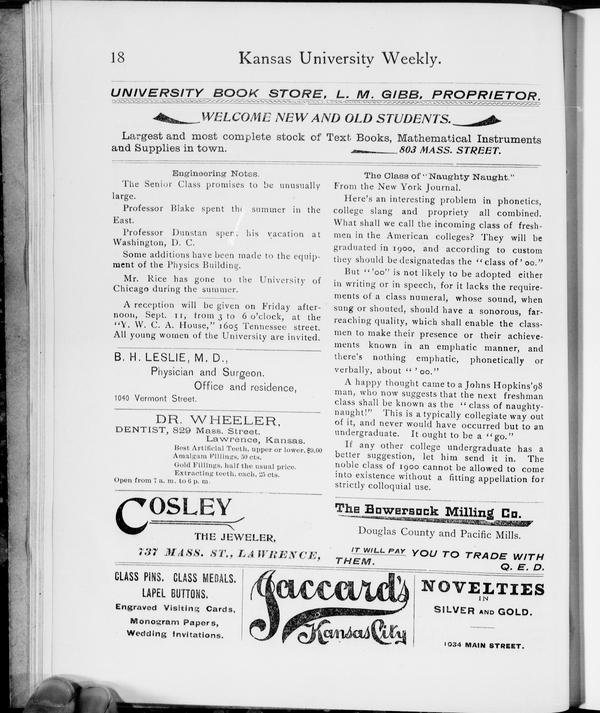 18 Kansas University Weekly.
UNIVERSITY BOOK STORE, L. M. GIBB, PROPRIETOR.
WELCOME NEW AND OLD STUDENTS.
Largest and most complete stock of Text Books, Mathematical Instruments
and Supplies in town. 803 MASS. STREET.
Engineering Notes.
The Senior Class promises to be unusually
large.
Professor Blake spent the summer in the
East.
Professor Dunstan spent his vacation at
Washington, D. C.
Some additions have been made to the equip-
ment of the Physics Building.
Mr. Rice has gone to the University of
Chicago during the summer.
A reception will be given on Friday after-
noon, Sept. 11, from 3 to 6 o'clock, at the
"Y. W. C. A. House," 1605 Tennessee street.
All young women of the University are invited.
B. H. LESLIE, M. D.,
Physician and Surgeon.
Office and residence,
1040 Vermont Street.
DR. WHEELER,
DENTIST, 829 Mass. Street,
Lawrence, Kansas.
Best Artificial Teeth, upper or lower, $9.00
Amalgam Fillings, 50 cts.
Gold Fillings, half the usual price.
Extracting teeth, each, 25 cts.
Open from 7 a. m. to 6 p. m.
The Class of "Naughty Naught."
From the New York Journal.
Here's an interesting problem in phonetics,
college slang and propriety all combined.
What shall we call the incoming class of fresh-
men in the American colleges? They will be
graduated in 1900, and according to custom
they should be designatedas the "class of' oo."
But "'oo" is not likely to be adopted either
in writing or in speech, for it lacks the require-
ments of a class numeral, whose sound, when
sung or shouted, should have a sonorous, far-
reaching quality, which shall enable the class-
men to make their presence or their achieve-
ments known in an emphatic manner, and
there's nothing emphatic, phonetically or
verbally, about "' oo."
A happy thought came to a Johns Hopkins'98
man, who now suggests that the next freshman
class shall be known as the "class of naughty-
naught!" This is a typically collegiate way out
of it, and never would have occurred but to an
undergraduate. It ought to be a "go."
If any other college undergraduate has a
better suggestion, let him send it in. The
noble class of 1900 cannot be allowed to come
into existence without a fitting appellation for
strictly colloquial use.
COSLEY
THE JEWELER,
737 MASS. ST., LAWRENCE,
The Bowersock Milling Co.
Douglas County and Pacific Mills.
IT WILL PAY YOU TO TRADE WITH
THEM. Q. E. D.
CLASS PINS. CLASS MEDALS.
LAPEL BUTTONS.
Engraved Visiting Cards,
Monogram Papers,
Wedding Invitations.
Jaccard's
Kansas City
NOVELTIES
IN
SILVER AND GOLD.
1034 MAIN STREET.